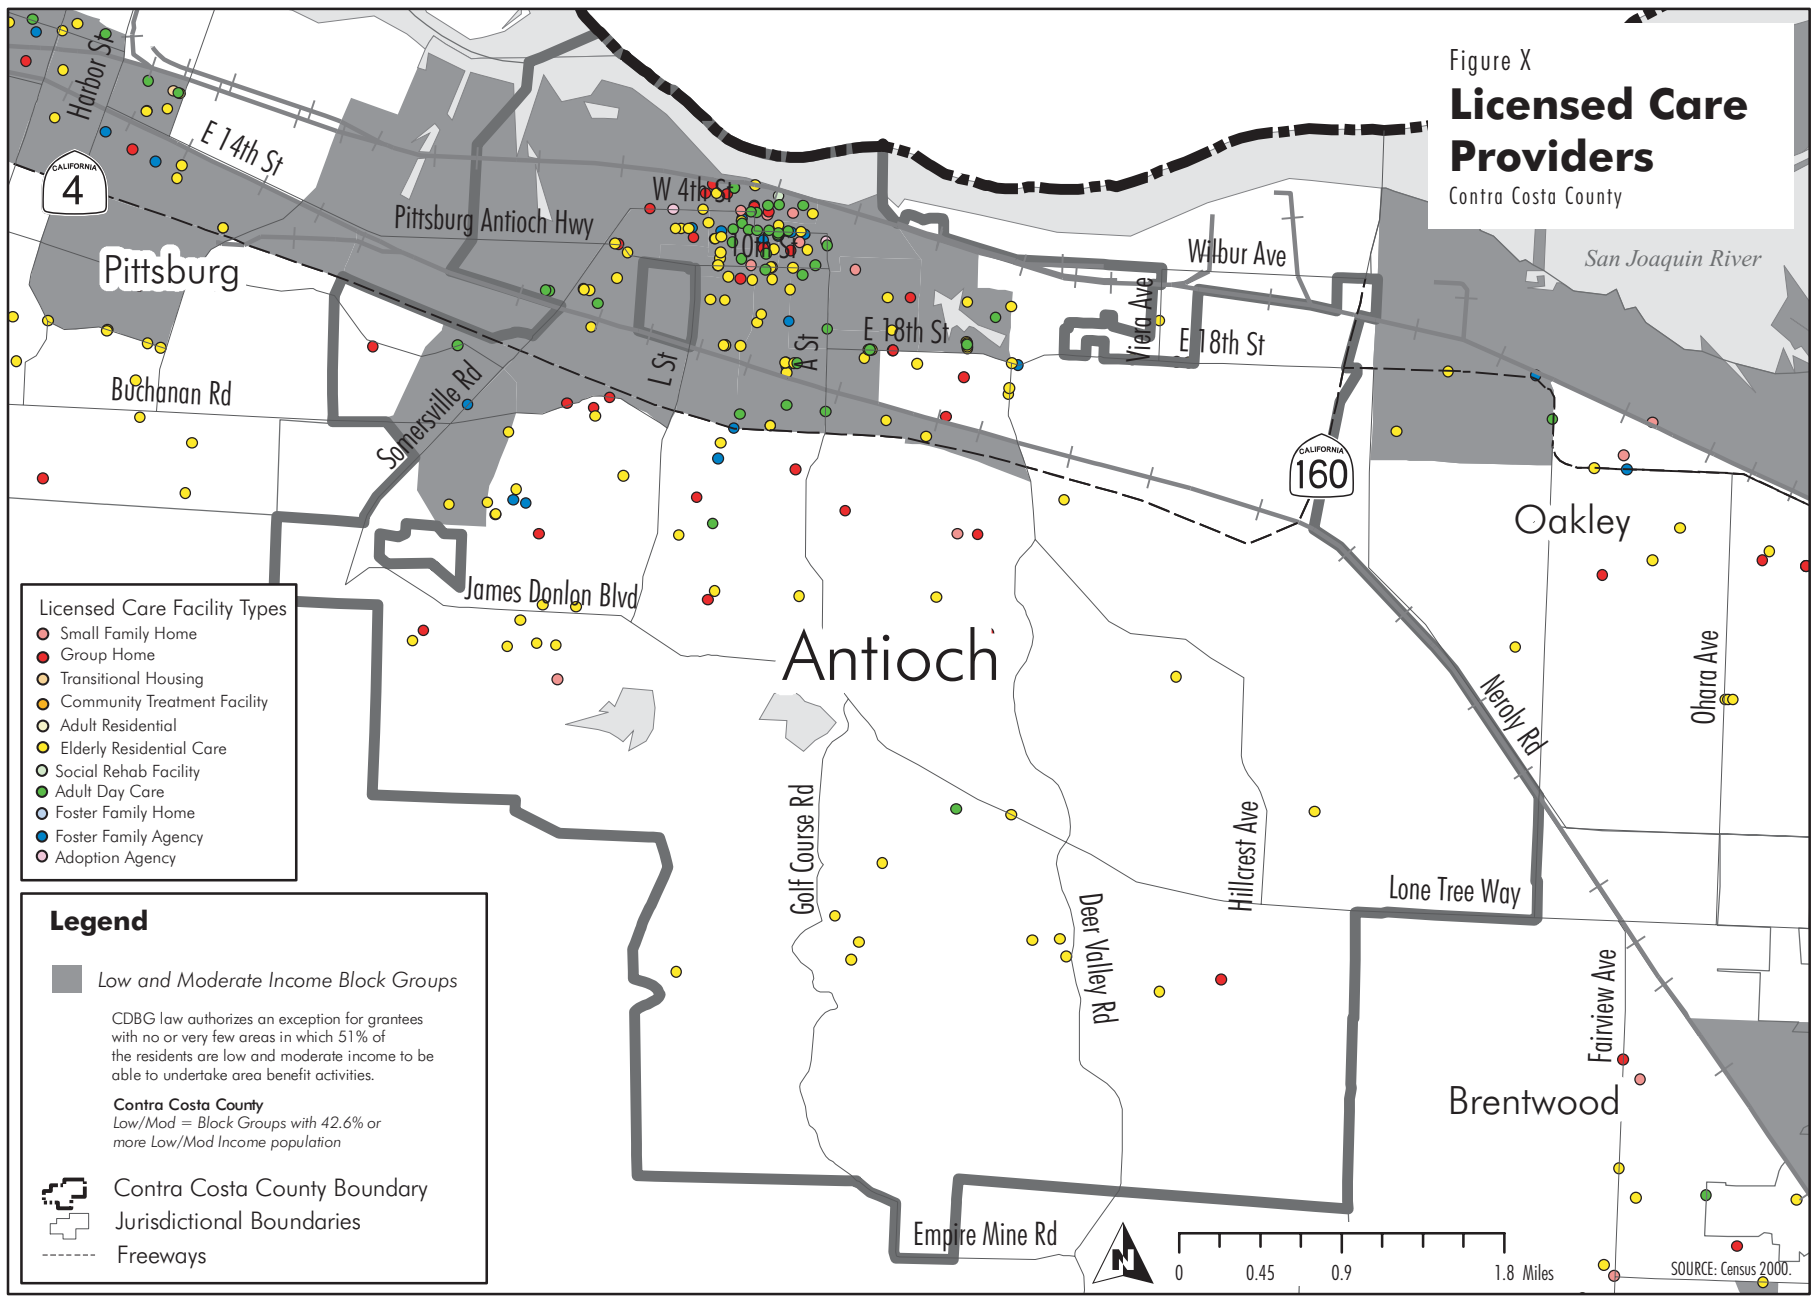 Figure X
Licensed Care
Providers
Contra Costa County
San Joaquin River
Harbor St
E 14th St
CALIFORNIA
4
Pittsburg
Pittsburg Antioch Hwy
W 4th St
10th St
Wilbur Ave
Viera Ave
E 18th St
E 18th St
A St
L St
Buchanan Rd
Somersville Rd
CALIFORNIA
160
Oakley
James Donlon Blvd
Antioch
Neroly Rd
Ohara Ave
Golf Course Rd
Hillcrest Ave
Deer Valley Rd
Lone Tree Way
Fairview Ave
Brentwood
Empire Mine Rd
Licensed Care Facility Types
Small Family Home
Group Home
Transitional Housing
Community Treatment Facility
Adult Residential
Elderly Residential Care
Social Rehab Facility
Adult Day Care
Foster Family Home
Foster Family Agency
Adoption Agency
Legend
Low and Moderate Income Block Groups
CDBG law authorizes an exception for grantees
with no or very few areas in which 51% of
the residents are low and moderate income to be
able to undertake area benefit activities.
Contra Costa County
Low/Mod = Block Groups with 42.6% or
more Low/Mod Income population
Contra Costa County Boundary
Jurisdictional Boundaries
Freeways
N
0 0.45 0.9 1.8 Miles
SOURCE: Census 2000.